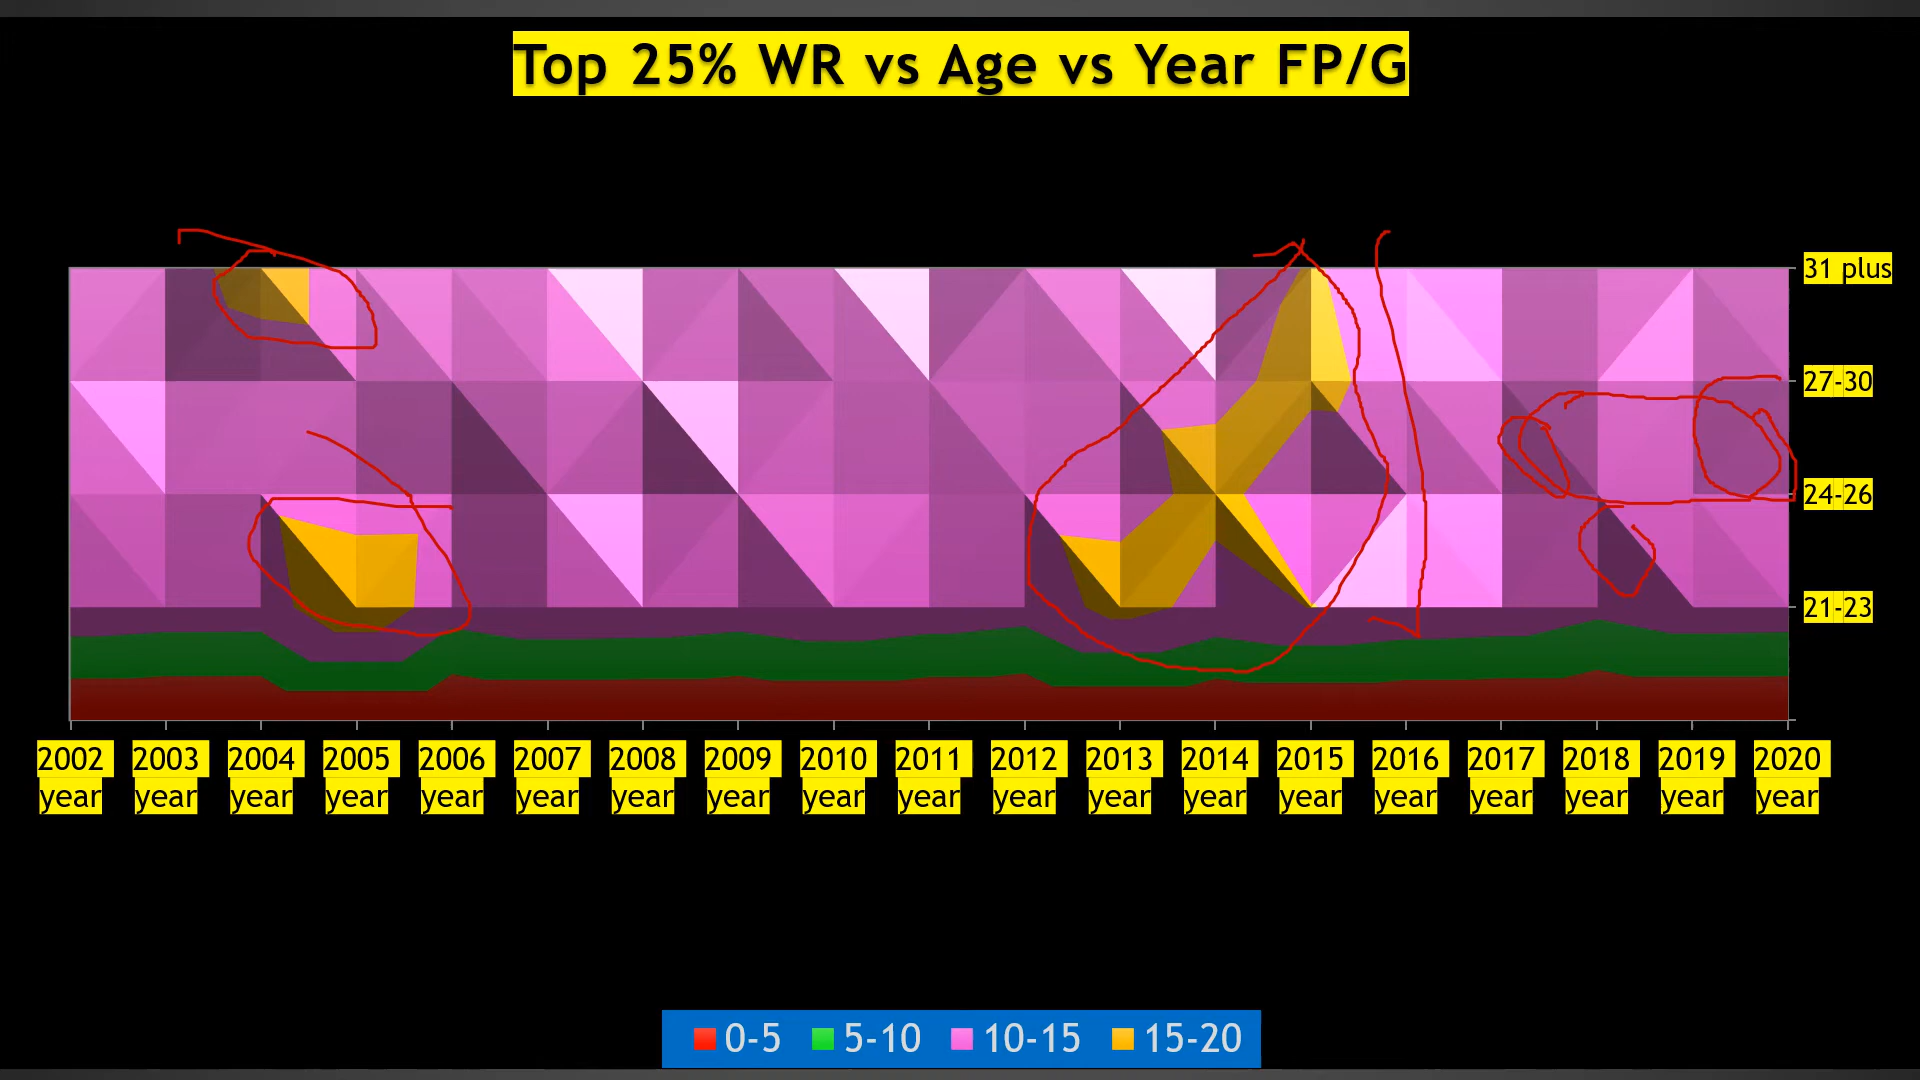 Top 25% WR vs Age vs Year FP/G
31 plus
27-30
24-26
21-23
2002 2003 2004 2005 2006 2007 2008 2009 2010 2011 2012 2013 2014 2015 2016 2017 2018 2019 2020
year year year year year year year year year year year year year year year year year year year
0-5 5-10 10-15 15-20